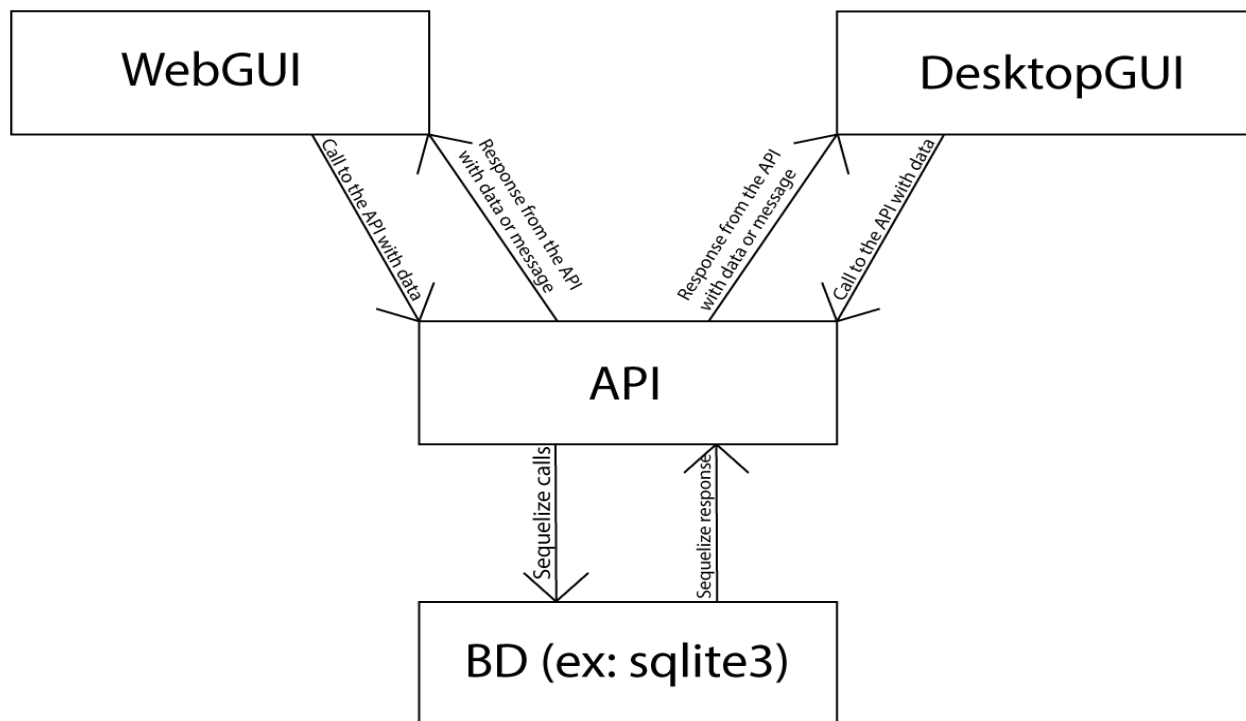 WebGUI
DesktopGUI
Call to the API with data
Response from the API
with data or message
Response from the API
with data or message
Call to the API with data
API
Sequelize calls
Sequelize response
BD (ex: sqlite3)